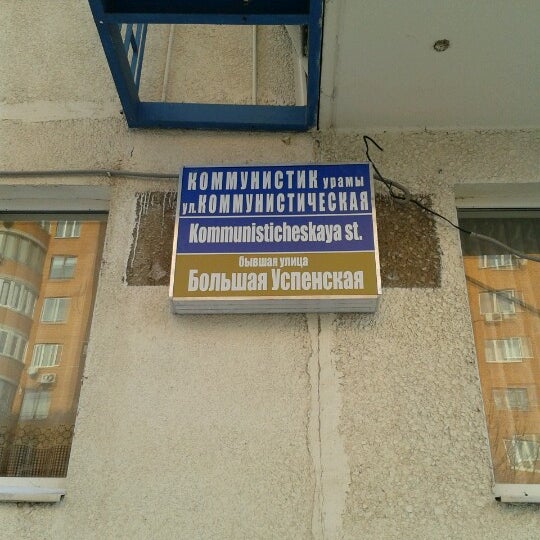 КОММУНИСТИК урамы
ул.КОММУНИСТИЧЕСКАЯ
Kommunisticheskaya st.
бывшая улица
Большая Успенская